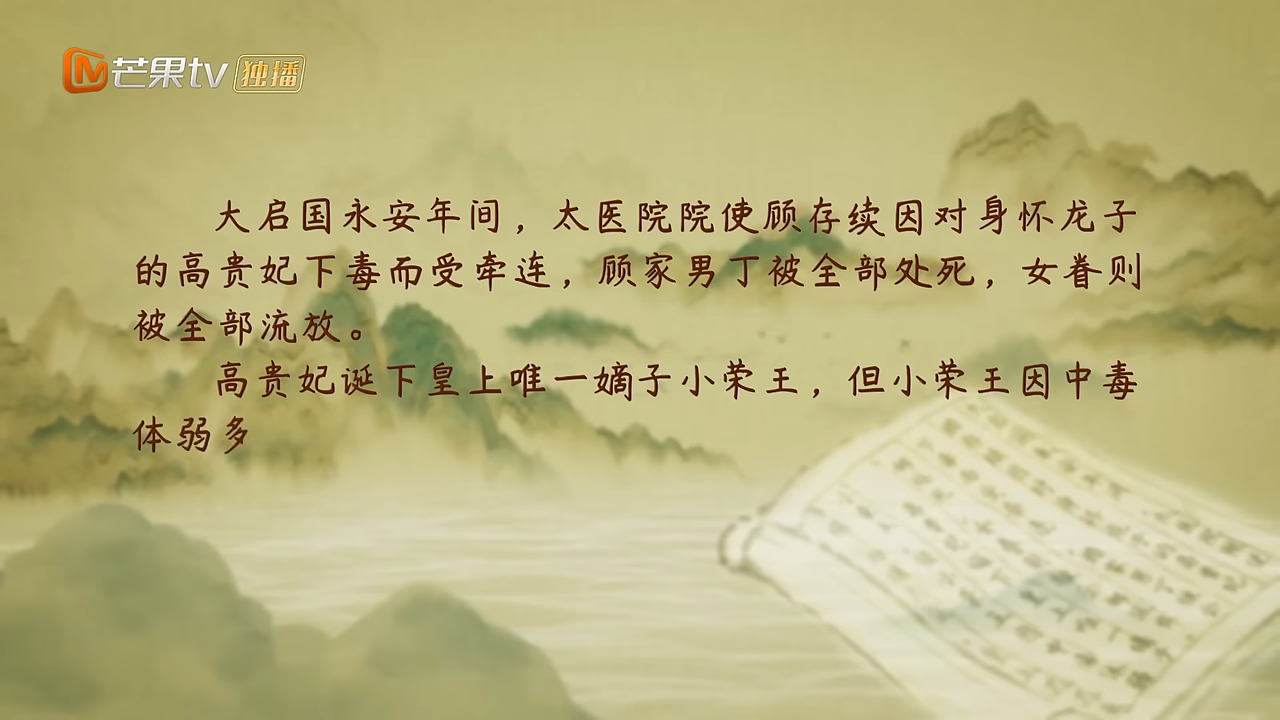 芒果tv 独播
大启国永安年间，太医院院使顾存续因对身怀龙子
的高贵妃下毒而受牵连，顾家男丁被全部处死，女眷则
被全部流放。
高贵妃诞下皇上唯一嫡子小荣王，但小荣王因中毒
体弱多